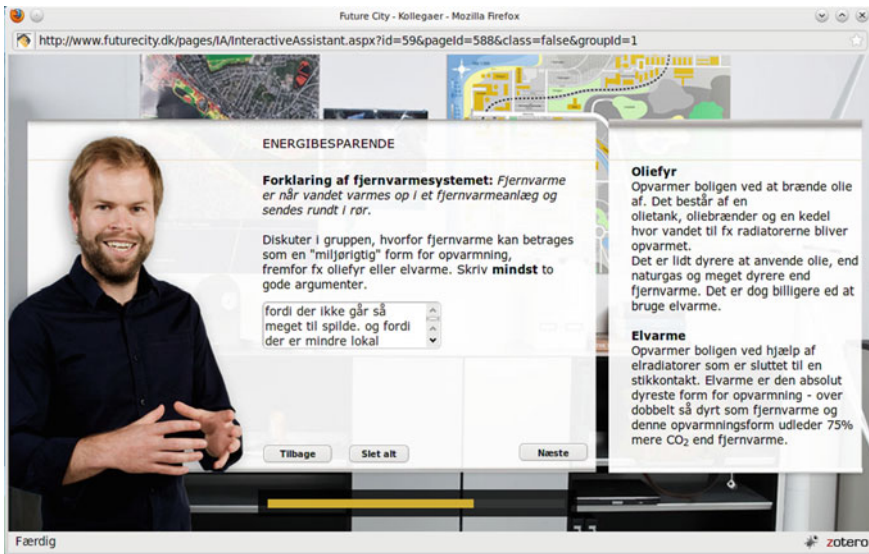 Future City - Kollegaer - Mozilla Firefox
http://www.futurecity.dk/pages/IA/InteractiveAssistant.aspx?id=59&pageId=588&class=false&groupId=1
ENERGIBESPARENDE
Forklaring af fjernvarmesystemet: Fjernvarme
er når vandet varmes op i et fjernvarmeanlæg og
sendes rundt i rør.
Diskuter i gruppen, hvorfor fjernvarme kan betrages
som en "miljørigtig" form for opvarmning,
fremfor fx oliefyr eller elvarme. Skriv mindst to
gode argumenter.
fordi der ikke går så
meget til spilde. og fordi
der er mindre lokal
Tilbage
Slet alt
Næste
Oliefyr
Opvarmer boligen ved at brænde olie
af. Det består af en
olietank, oliebrænder og en kedel
hvor vandet til fx radiatorerne bliver
opvarmet.
Det er lidt dyrere at anvende olie, end
naturgas og meget dyrere end
fjernvarme. Det er dog billigere ed at
bruge elvarme.
Elvarme
Opvarmer boligen ved hjælp af
elradiatorer som er sluttet til en
stikkontakt. Elvarme er den absolut
dyreste form for opvarmning - over
dobbelt så dyrt som fjernvarme og
denne opvarmningsform udleder 75%
mere CO₂ end fjernvarme.
Færdig
zotero